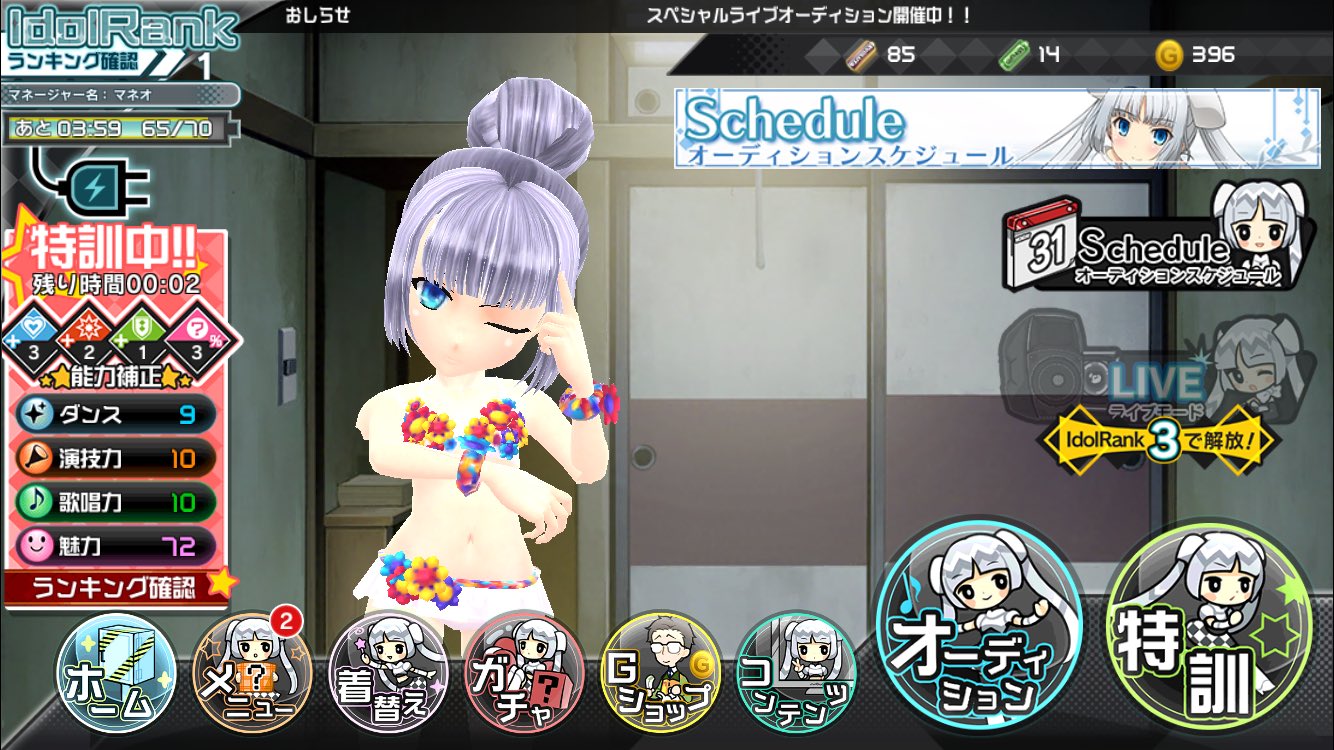 おしらせ
スペシャルライブオーディション開催中！！
IdolRank
ランキング確認
1
マネージャー名：マネオ
あと03:59 65/70
85
14
G 396
Schedule
オーディションスケジュール
特訓中!!
残り時間00:02
+3
+2
+1
?%
3
能力補正
ダンス 9
演技力 10
歌唱力 10
魅力 72
ランキング確認
31
Schedule
オーディションスケジュール
LIVE
ライブモード
IdolRank 3で解放!
ホーム
2
?
メニュー
着替え
?
ガチャ
G
Gショップ
コンテンツ
オーディション
特訓